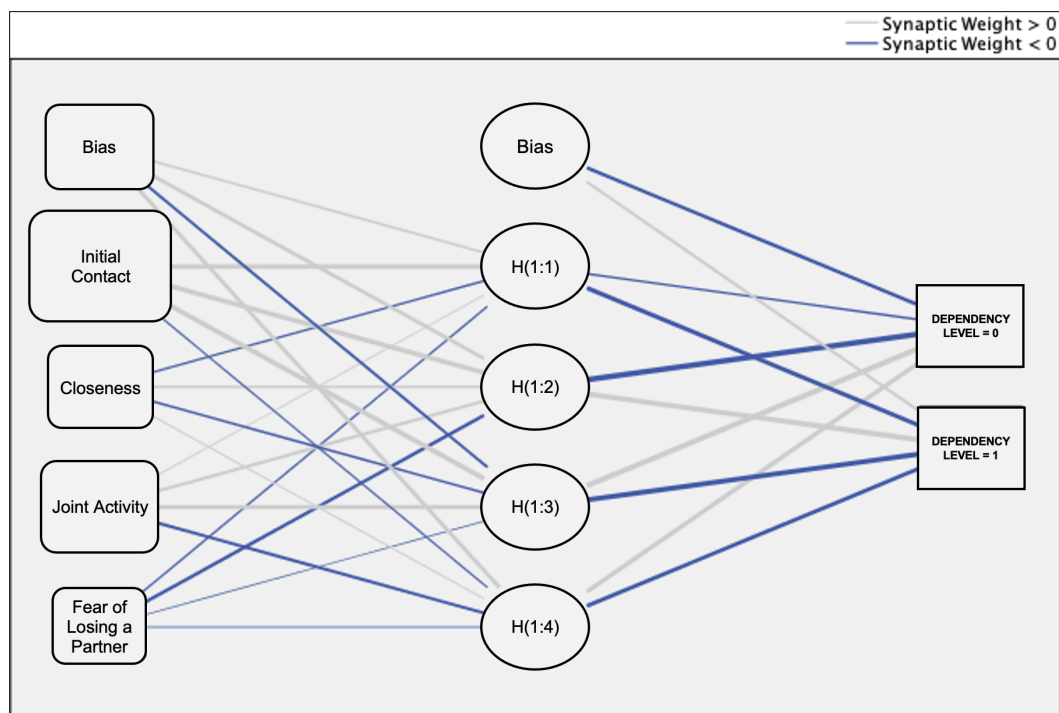 Synaptic Weight > 0
Synaptic Weight < 0
Bias
Initial
Contact
Closeness
Joint Activity
Fear of
Losing a
Partner
Bias
H(1:1)
H(1:2)
H(1:3)
H(1:4)
DEPENDENCY
LEVEL = 0
DEPENDENCY
LEVEL = 1